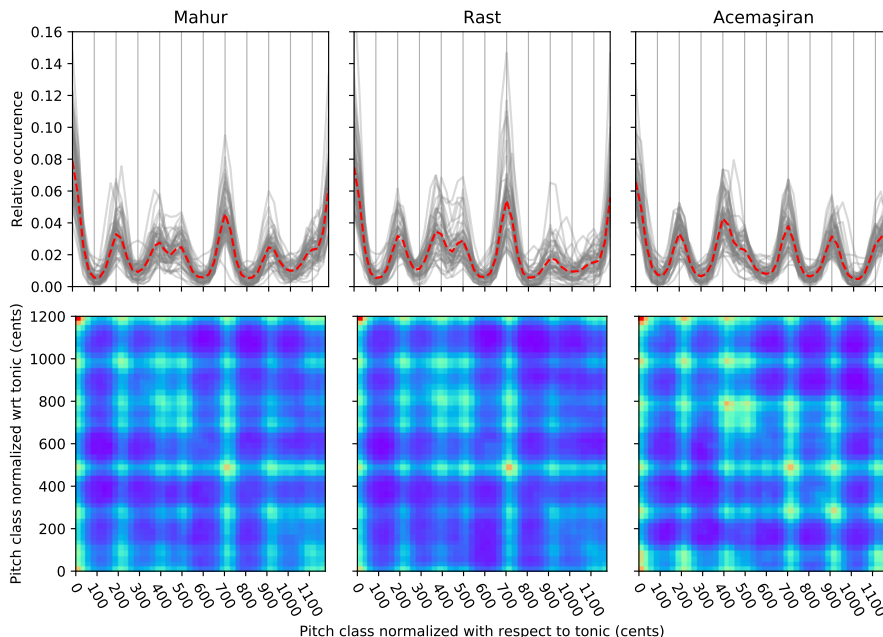 Mahur
Rast
Acemaşiran
Relative occurence
0.16
0.14
0.12
0.10
0.08
0.06
0.04
0.02
0.00
Pitch class normalized wrt tonic (cents)
1200
1000
800
600
400
200
0
0 100 200 300 400 500 600 700 800 900 1000 1100
0 100 200 300 400 500 600 700 800 900 1000 1100
0 100 200 300 400 500 600 700 800 900 1000 1100
Pitch class normalized with respect to tonic (cents)